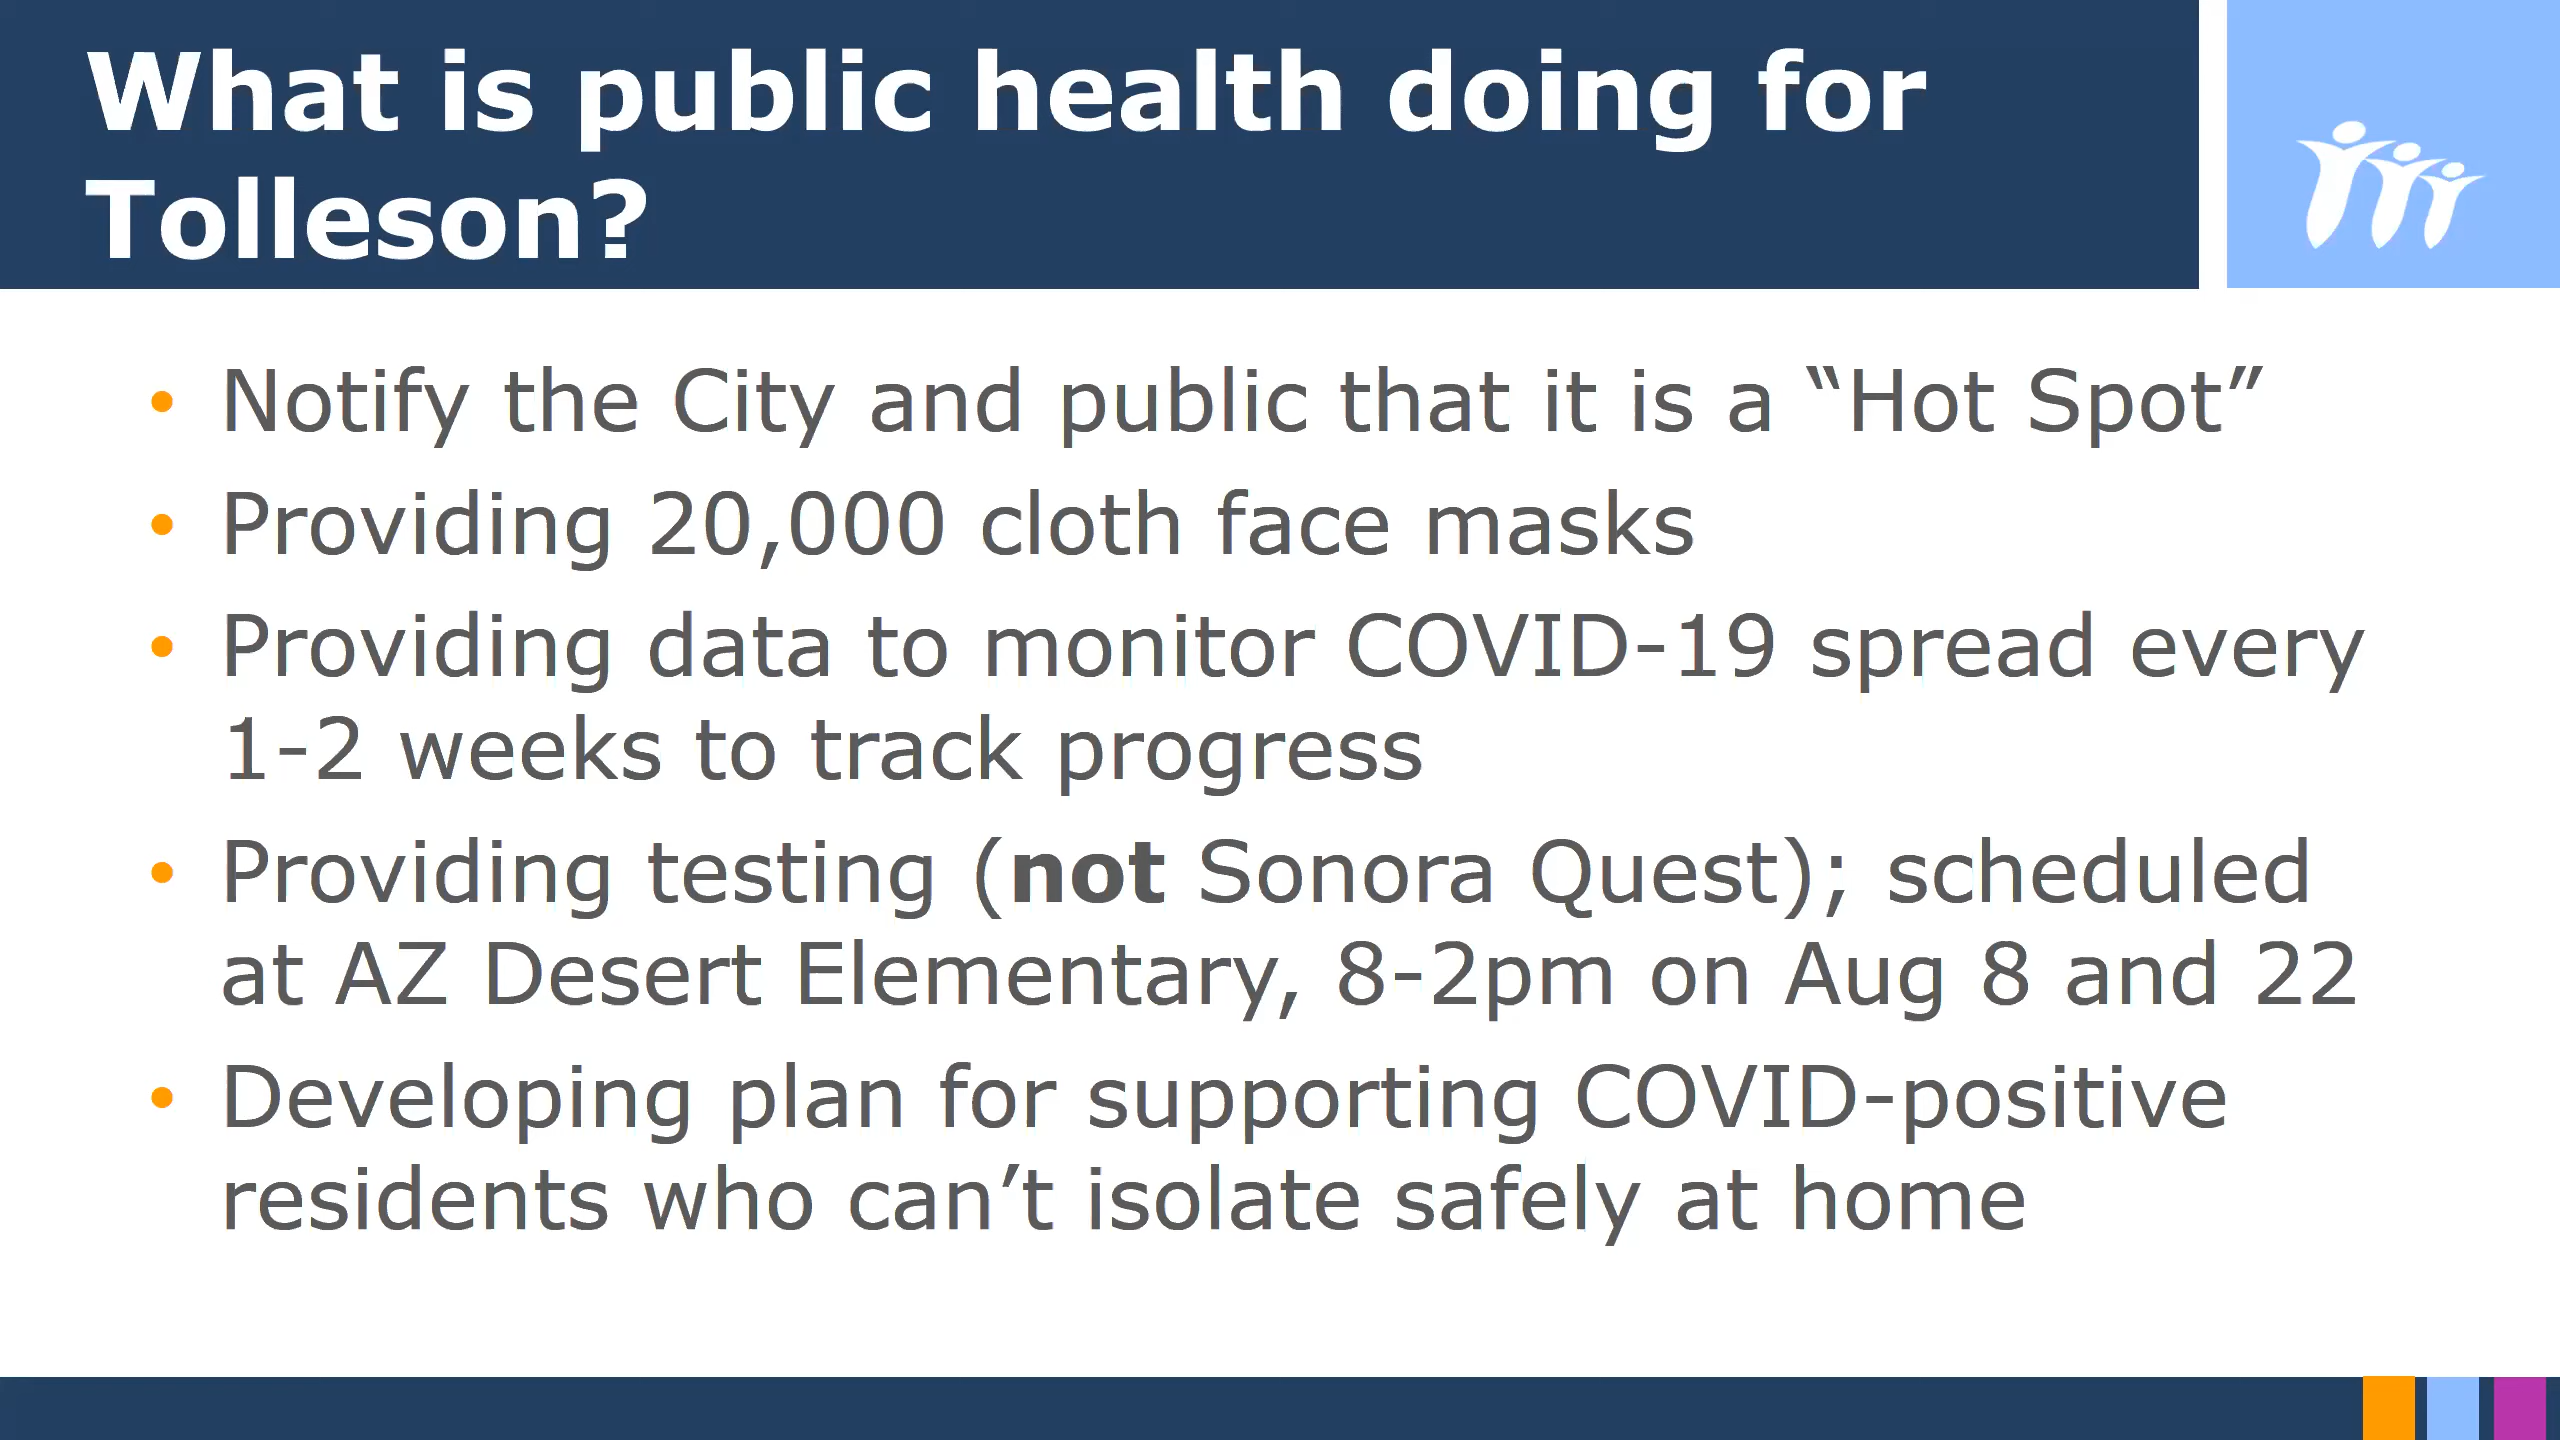 What is public health doing for
Tolleson?
• Notify the City and public that it is a “Hot Spot”
• Providing 20,000 cloth face masks
• Providing data to monitor COVID-19 spread every
1-2 weeks to track progress
• Providing testing (not Sonora Quest); scheduled
at AZ Desert Elementary, 8-2pm on Aug 8 and 22
• Developing plan for supporting COVID-positive
residents who can’t isolate safely at home